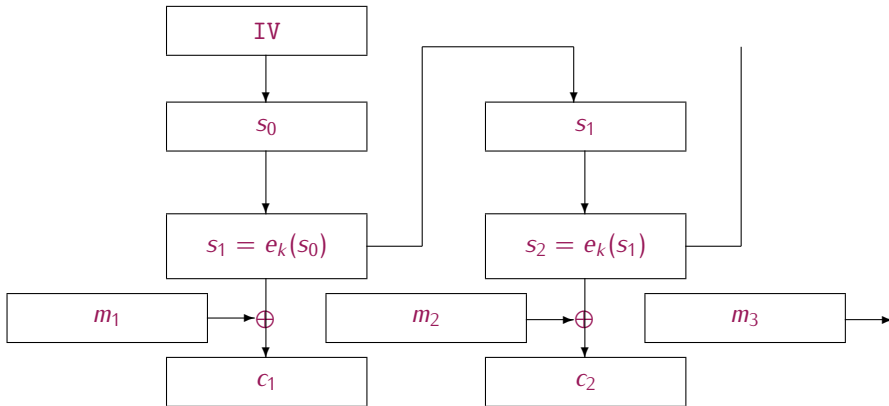 IV
s₀ s₁
s₁ = eₖ(s₀) s₂ = eₖ(s₁)
m₁ ⊕ m₂ ⊕ m₃
c₁ c₂